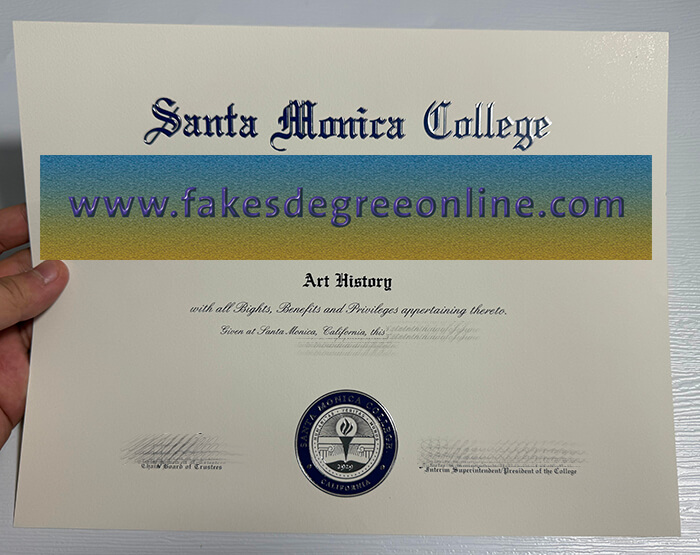 Santa Monica College
www.fakesdegreeonline.com
Art History
with all Rights, Benefits and Privileges appertaining thereto.
Given at Santa Monica, California, this
SANTA MONICA COLLEGE
1929
CALIFORNIA
Chair Board of Trustees
Interim Superintendent/President of the College